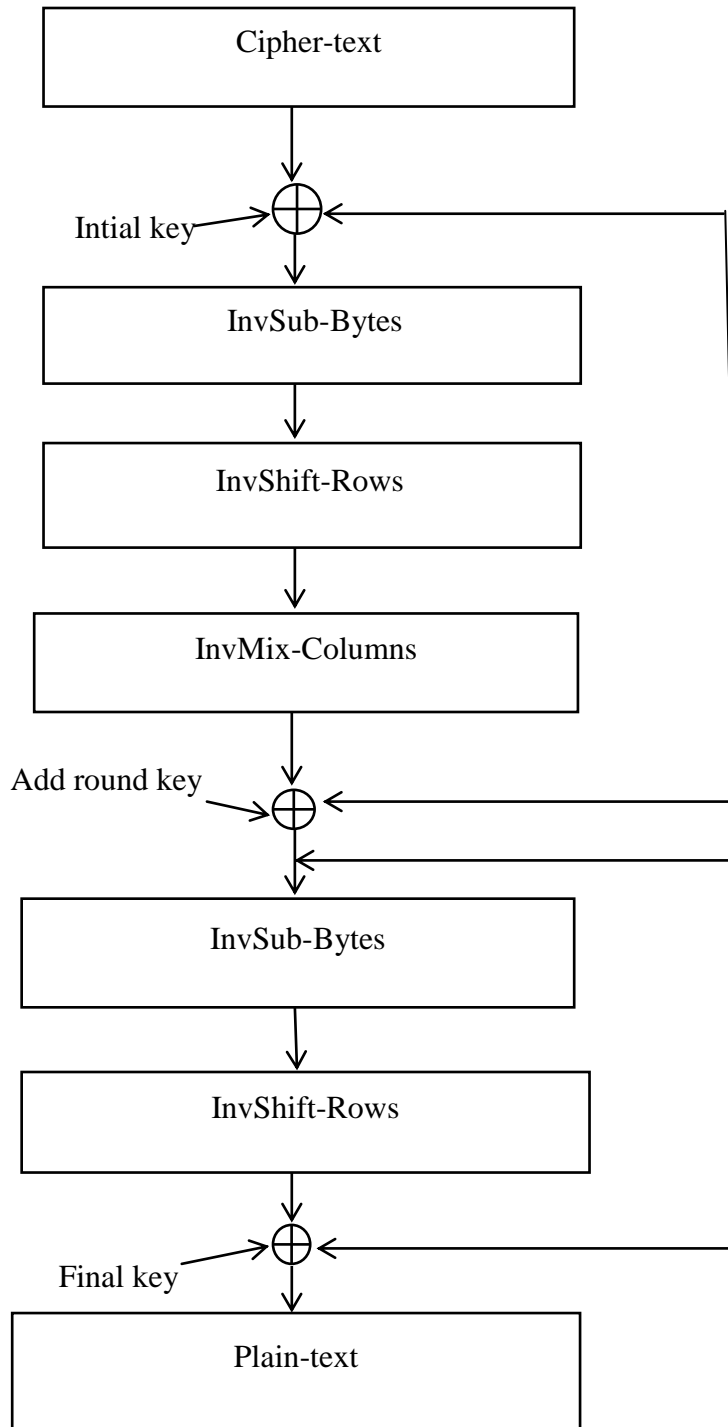 Cipher-text
Intial key
InvSub-Bytes
InvShift-Rows
InvMix-Columns
Add round key
InvSub-Bytes
InvShift-Rows
Final key
Plain-text